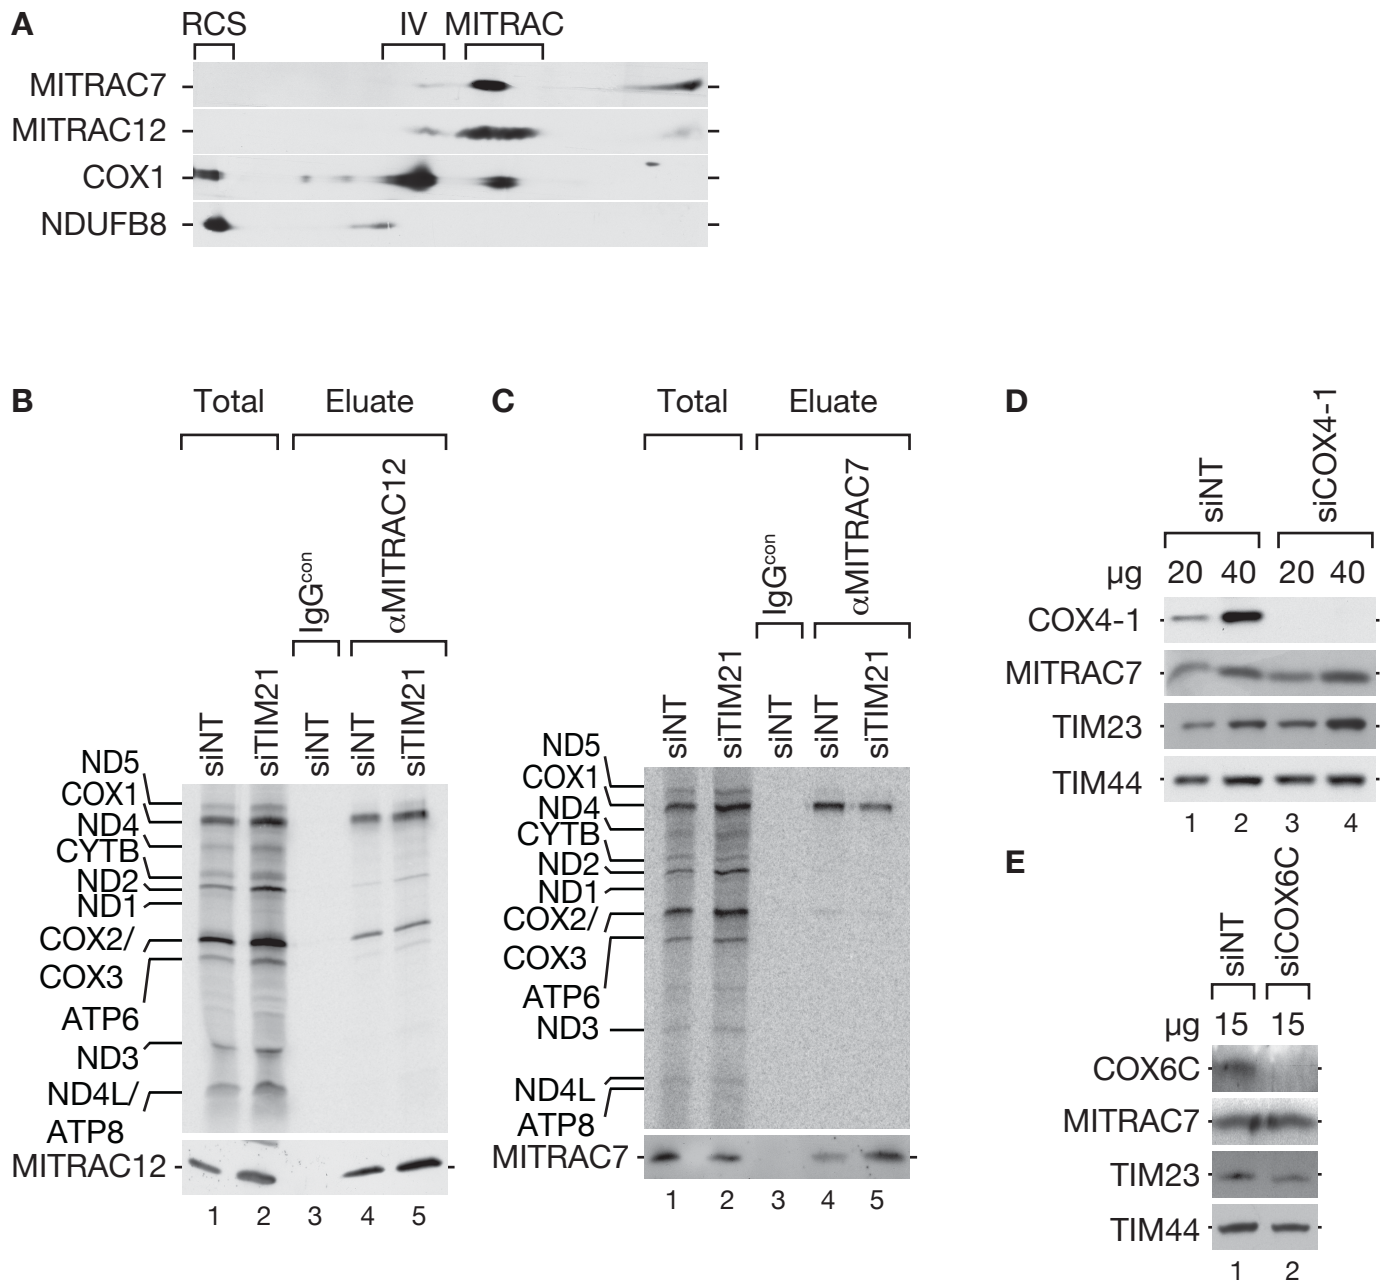 A
RCS IV MITRAC
MITRAC7
MITRAC12
COX1
NDUFB8
B
Total Eluate
IgGcon
αMITRAC12
siNT siTIM21 siNT siNT siTIM21
ND5
COX1
ND4
CYTB
ND2
ND1
COX2/
COX3
ATP6
ND3
ND4L/
ATP8
MITRAC12
1 2 3 4 5
C
Total Eluate
IgGcon
αMITRAC7
siNT siTIM21 siNT siNT siTIM21
ND5
COX1
ND4
CYTB
ND2
ND1
COX2/
COX3
ATP6
ND3
ND4L
ATP8
MITRAC7
1 2 3 4 5
D
siNT siCOX4-1
µg 20 40 20 40
COX4-1
MITRAC7
TIM23
TIM44
1 2 3 4
E
siNT siCOX6C
µg 15 15
COX6C
MITRAC7
TIM23
TIM44
1 2